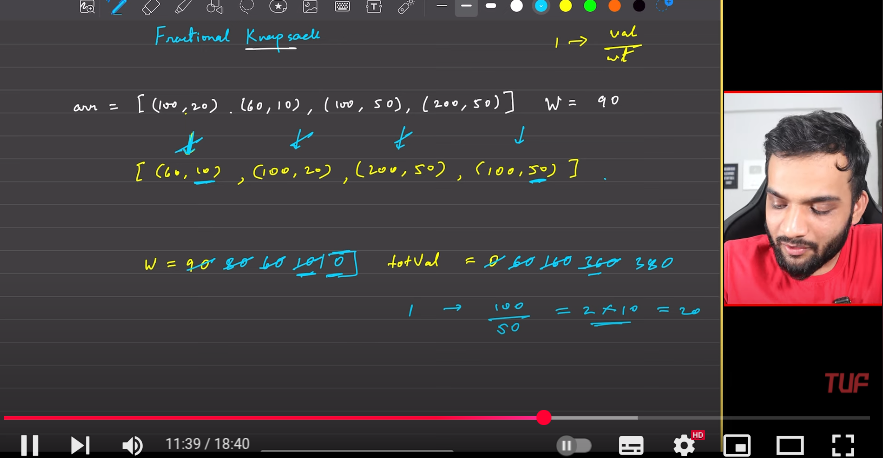 Fractional Knapsack
1 → val/wt
arr = [ (100,20) . (60,10) , (100, 50) , (200,50) ] W = 90
[ (60, 10) , (100, 20) , (200, 50) , (100, 50) ]
W = 90 80 60 10 0 totVal = 0 60 160 360 380
1 → 100/50 = 2 * 10 = 20
TUF
11:39 / 18:40
HD